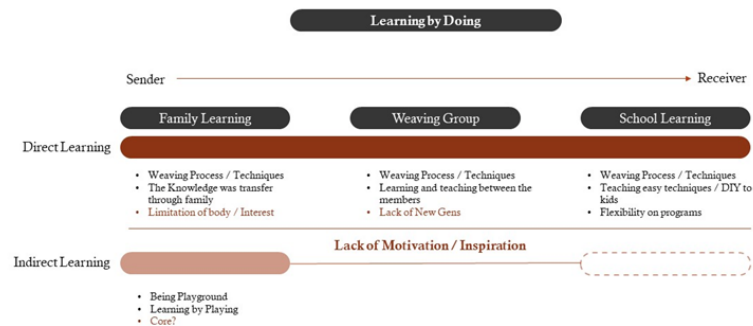 Learning by Doing
Sender
Receiver
Family Learning
Weaving Group
School Learning
Direct Learning
• Weaving Process / Techniques
• The Knowledge was transfer
through family
• Limitation of body / Interest
• Weaving Process / Techniques
• Learning and teaching between the
members
• Lack of New Gens
• Weaving Process / Techniques
• Teaching easy techniques / DIY to
kids
• Flexibility on programs
Lack of Motivation / Inspiration
Indirect Learning
• Being Playground
• Learning by Playing
• Core?